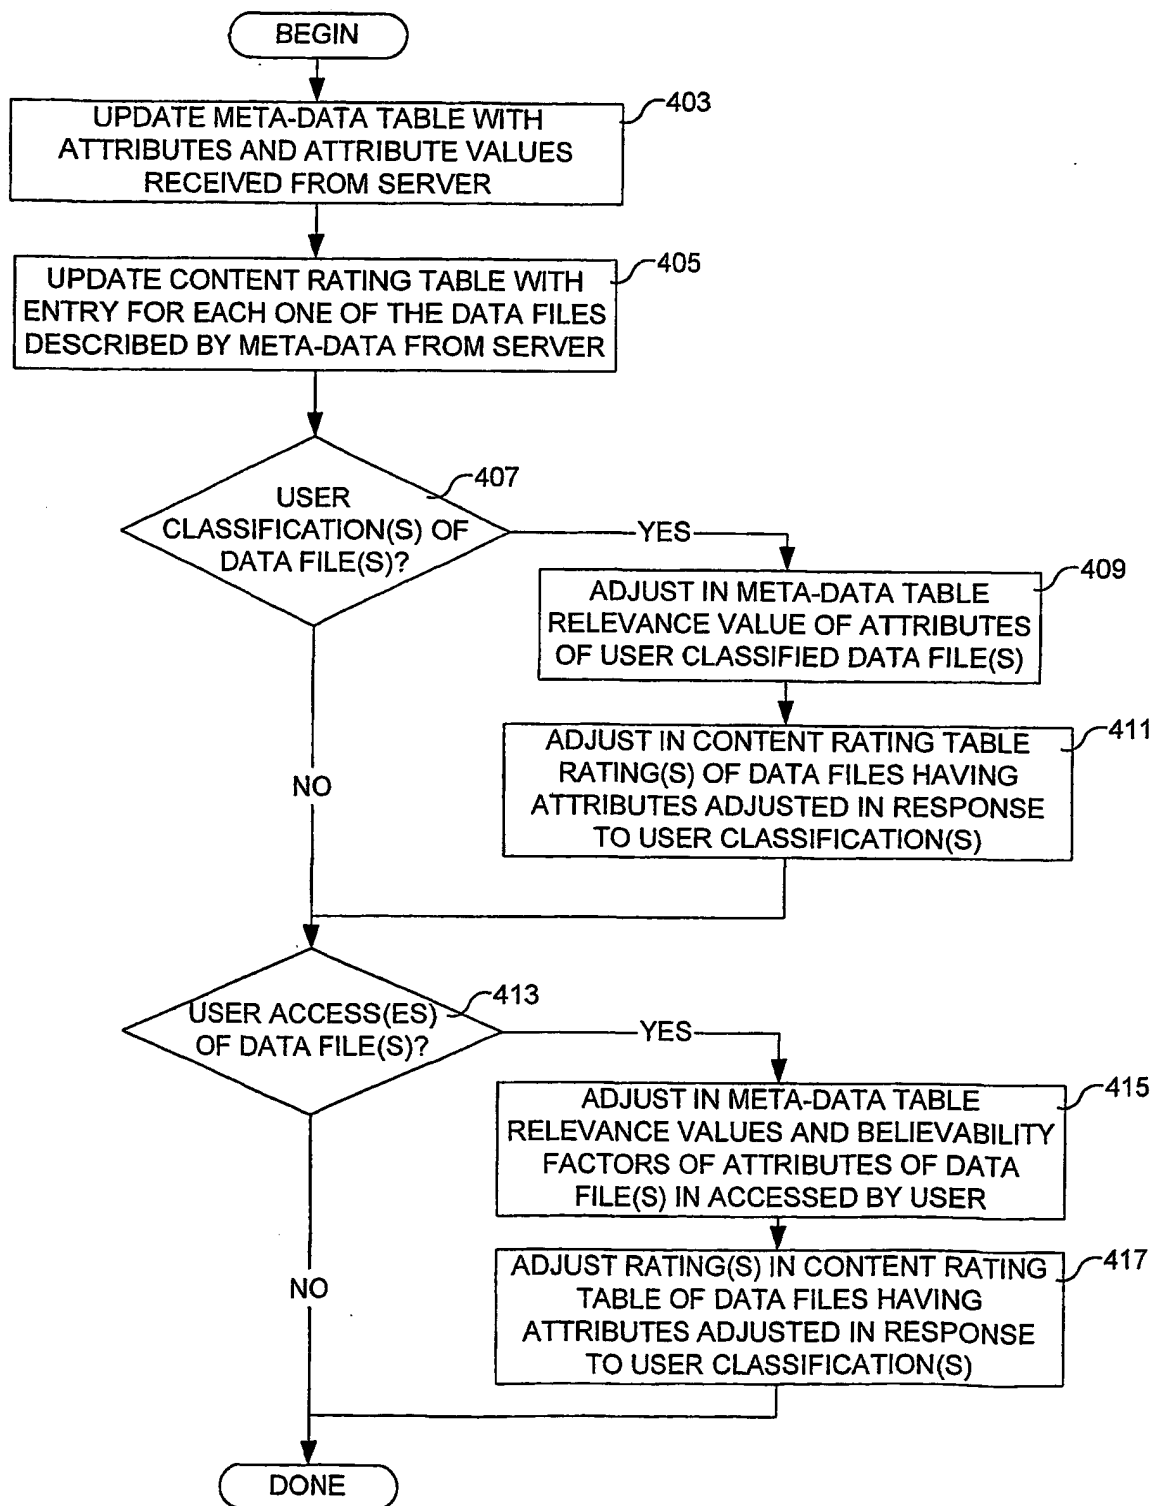 BEGIN
403
UPDATE META-DATA TABLE WITH
ATTRIBUTES AND ATTRIBUTE VALUES
RECEIVED FROM SERVER
405
UPDATE CONTENT RATING TABLE WITH
ENTRY FOR EACH ONE OF THE DATA FILES
DESCRIBED BY META-DATA FROM SERVER
407
USER
CLASSIFICATION(S) OF
DATA FILE(S)?
YES
409
ADJUST IN META-DATA TABLE
RELEVANCE VALUE OF ATTRIBUTES
OF USER CLASSIFIED DATA FILE(S)
411
ADJUST IN CONTENT RATING TABLE
RATING(S) OF DATA FILES HAVING
ATTRIBUTES ADJUSTED IN RESPONSE
TO USER CLASSIFICATION(S)
NO
413
USER ACCESS(ES)
OF DATA FILE(S)?
YES
415
ADJUST IN META-DATA TABLE
RELEVANCE VALUES AND BELIEVABILITY
FACTORS OF ATTRIBUTES OF DATA
FILE(S) IN ACCESSED BY USER
417
ADJUST RATING(S) IN CONTENT RATING
TABLE OF DATA FILES HAVING
ATTRIBUTES ADJUSTED IN RESPONSE
TO USER CLASSIFICATION(S)
NO
DONE